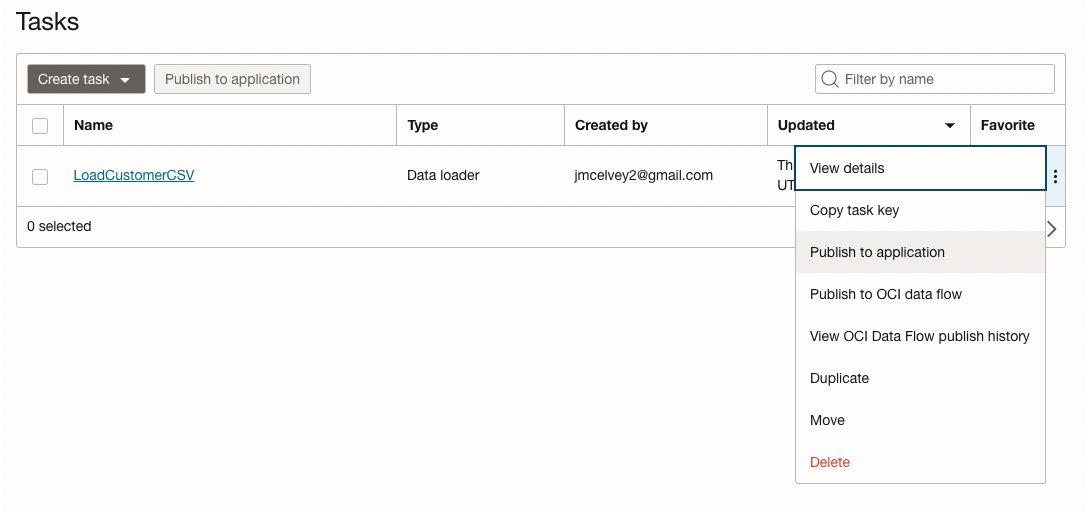 Tasks
Create task
Publish to application
Filter by name
Name
Type
Created by
Updated
Favorite
LoadCustomerCSV
Data loader
jmcelvey2@gmail.com
0 selected
View details
Copy task key
Publish to application
Publish to OCI data flow
View OCI Data Flow publish history
Duplicate
Move
Delete